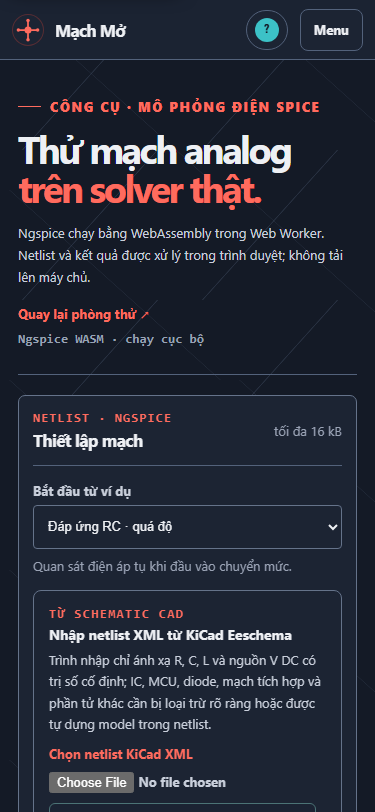 Mạch Mở
?
Menu
CÔNG CỤ · MÔ PHỎNG ĐIỆN SPICE
Thử mạch analog
trên solver thật.
Ngspice chạy bằng WebAssembly trong Web Worker.
Netlist và kết quả được xử lý trong trình duyệt; không tải
lên máy chủ.
Quay lại phòng thử ↗
Ngspice WASM · chạy cục bộ
NETLIST · NGSPICE
Thiết lập mạch
tối đa 16 kB
Bắt đầu từ ví dụ
Đáp ứng RC · quá độ
Quan sát điện áp tụ khi đầu vào chuyển mức.
TỪ SCHEMATIC CAD
Nhập netlist XML từ KiCad Eeschema
Trình nhập chỉ ánh xạ R, C, L và nguồn V DC có
trị số cố định; IC, MCU, diode, mạch tích hợp và
phần tử khác cần bị loại trừ rõ ràng hoặc được
tự dựng model trong netlist.
Chọn netlist KiCad XML
Choose File No file chosen